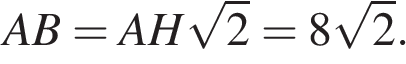 AB = AH√2 = 8√2.